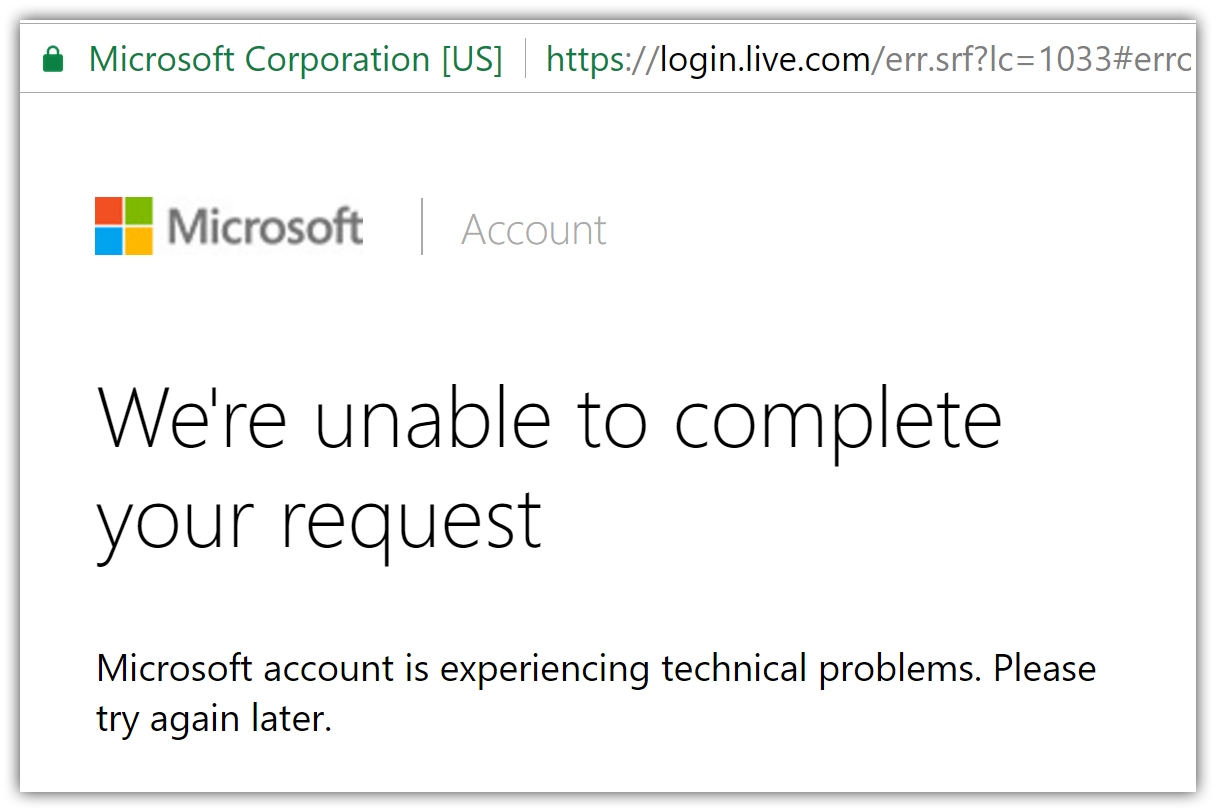 Microsoft Corporation [US] | https://login.live.com/err.srf?lc=1033#errc
Microsoft | Account
We're unable to complete
your request
Microsoft account is experiencing technical problems. Please
try again later.